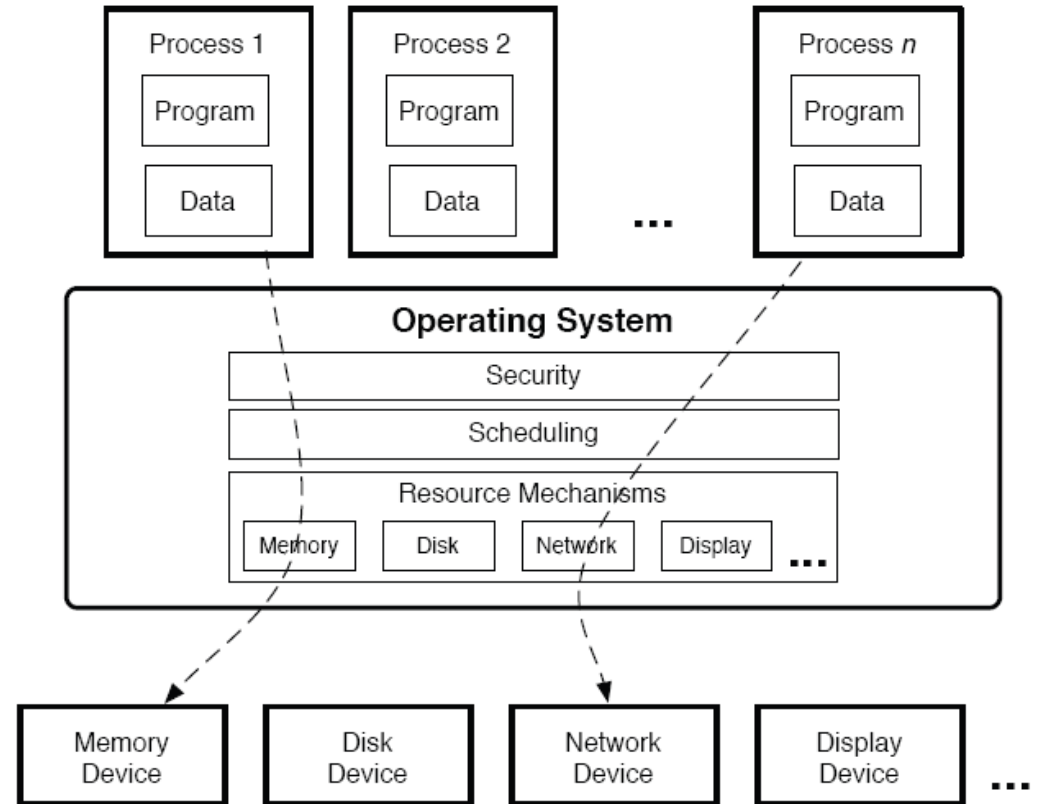 Process 1
Process 2
Process n
Program
Program
Program
Data
Data
...
Data
Operating System
Security
Scheduling
Resource Mechanisms
Memory
Disk
Network
Display
...
Memory
Device
Disk
Device
Network
Device
Display
Device
...